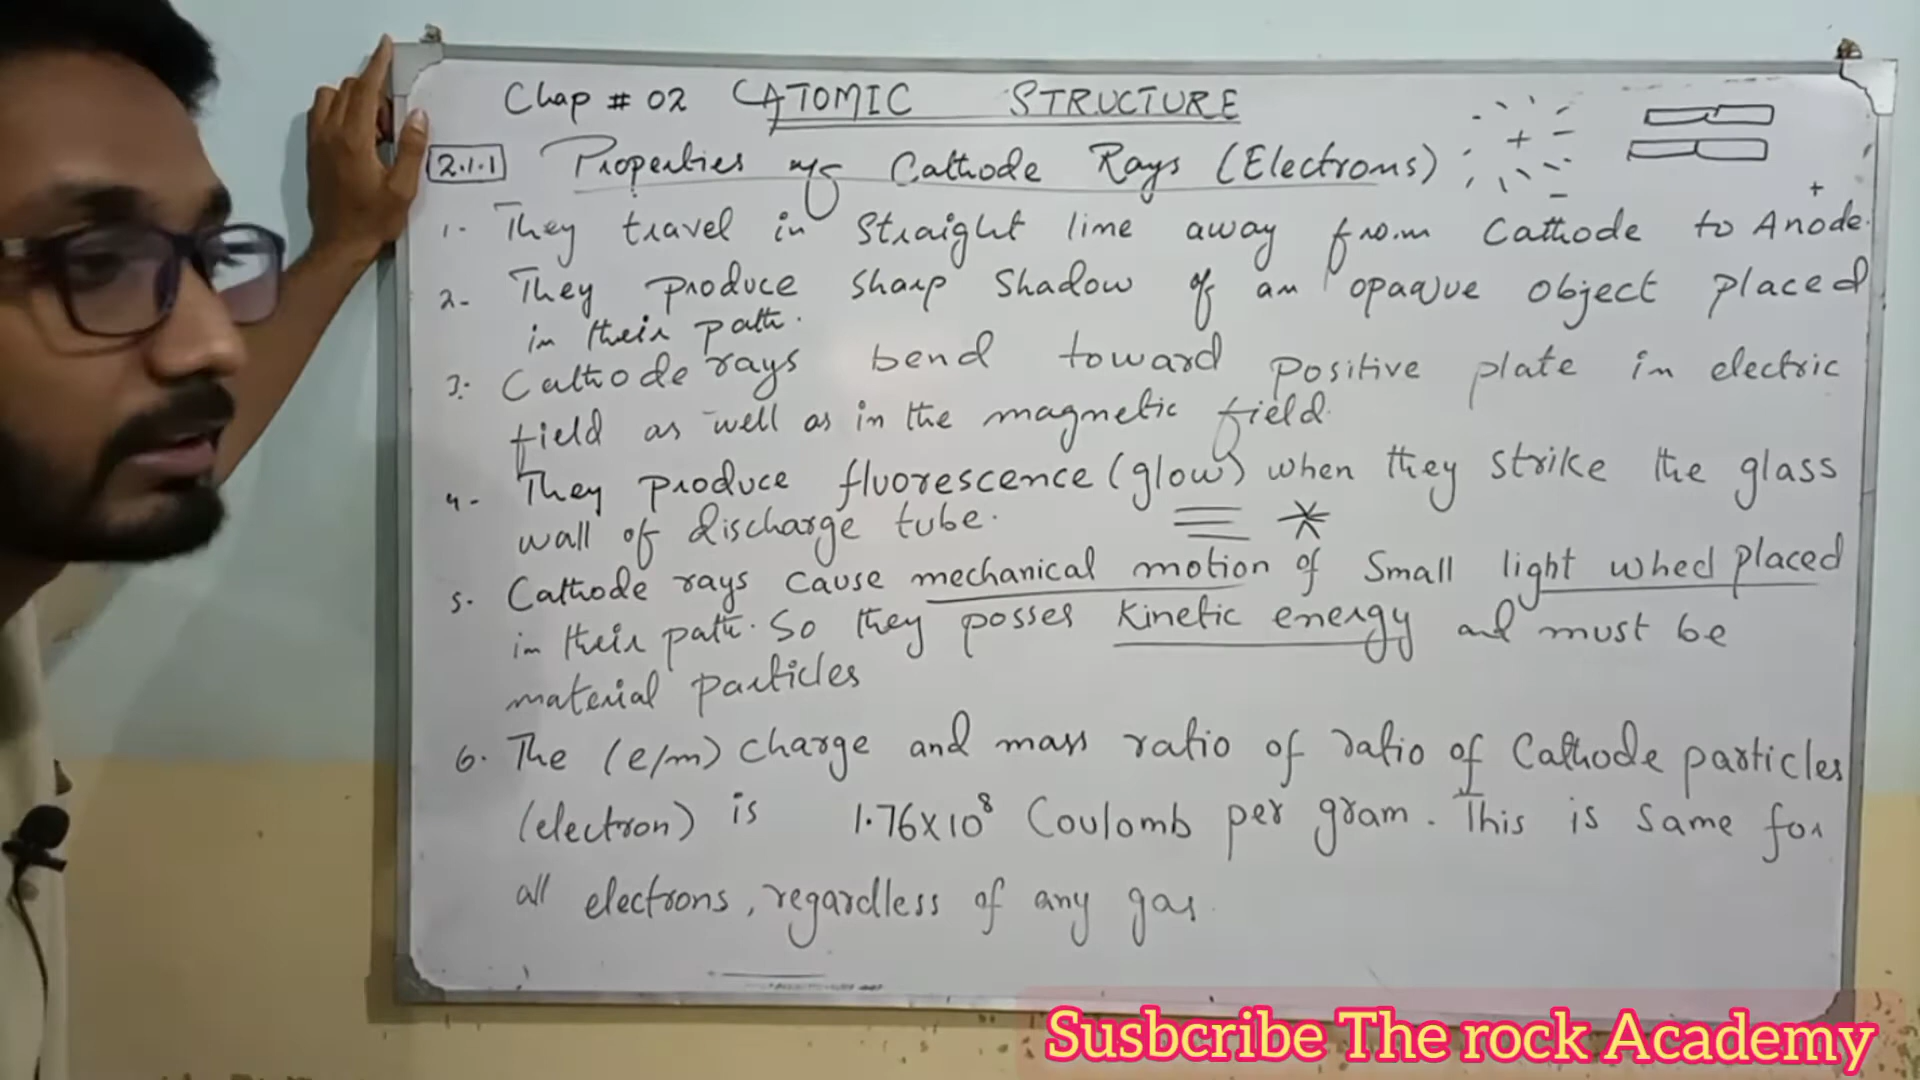 Chap # 02 ATOMIC STRUCTURE
2.1.1 Properties of Cathode Rays (Electrons)
1. They travel in straight line away from Cathode to Anode.
2- They produce sharp shadow of an opaque object placed
in their path.
3. Cathode rays bend toward positive plate in electric
field as well as in the magnetic field.
4- They produce fluorescence (glow) when they strike the glass
wall of discharge tube.
5. Cathode rays cause mechanical motion of small light wheel placed
in their path. So they posses kinetic energy and must be
material particles
6. The (e/m) charge and mass ratio of ratio of Cathode particles
(electron) is 1.76x10⁸ Coulomb per gram. This is same for
all electrons, regardless of any gas.
Susbcribe The rock Academy